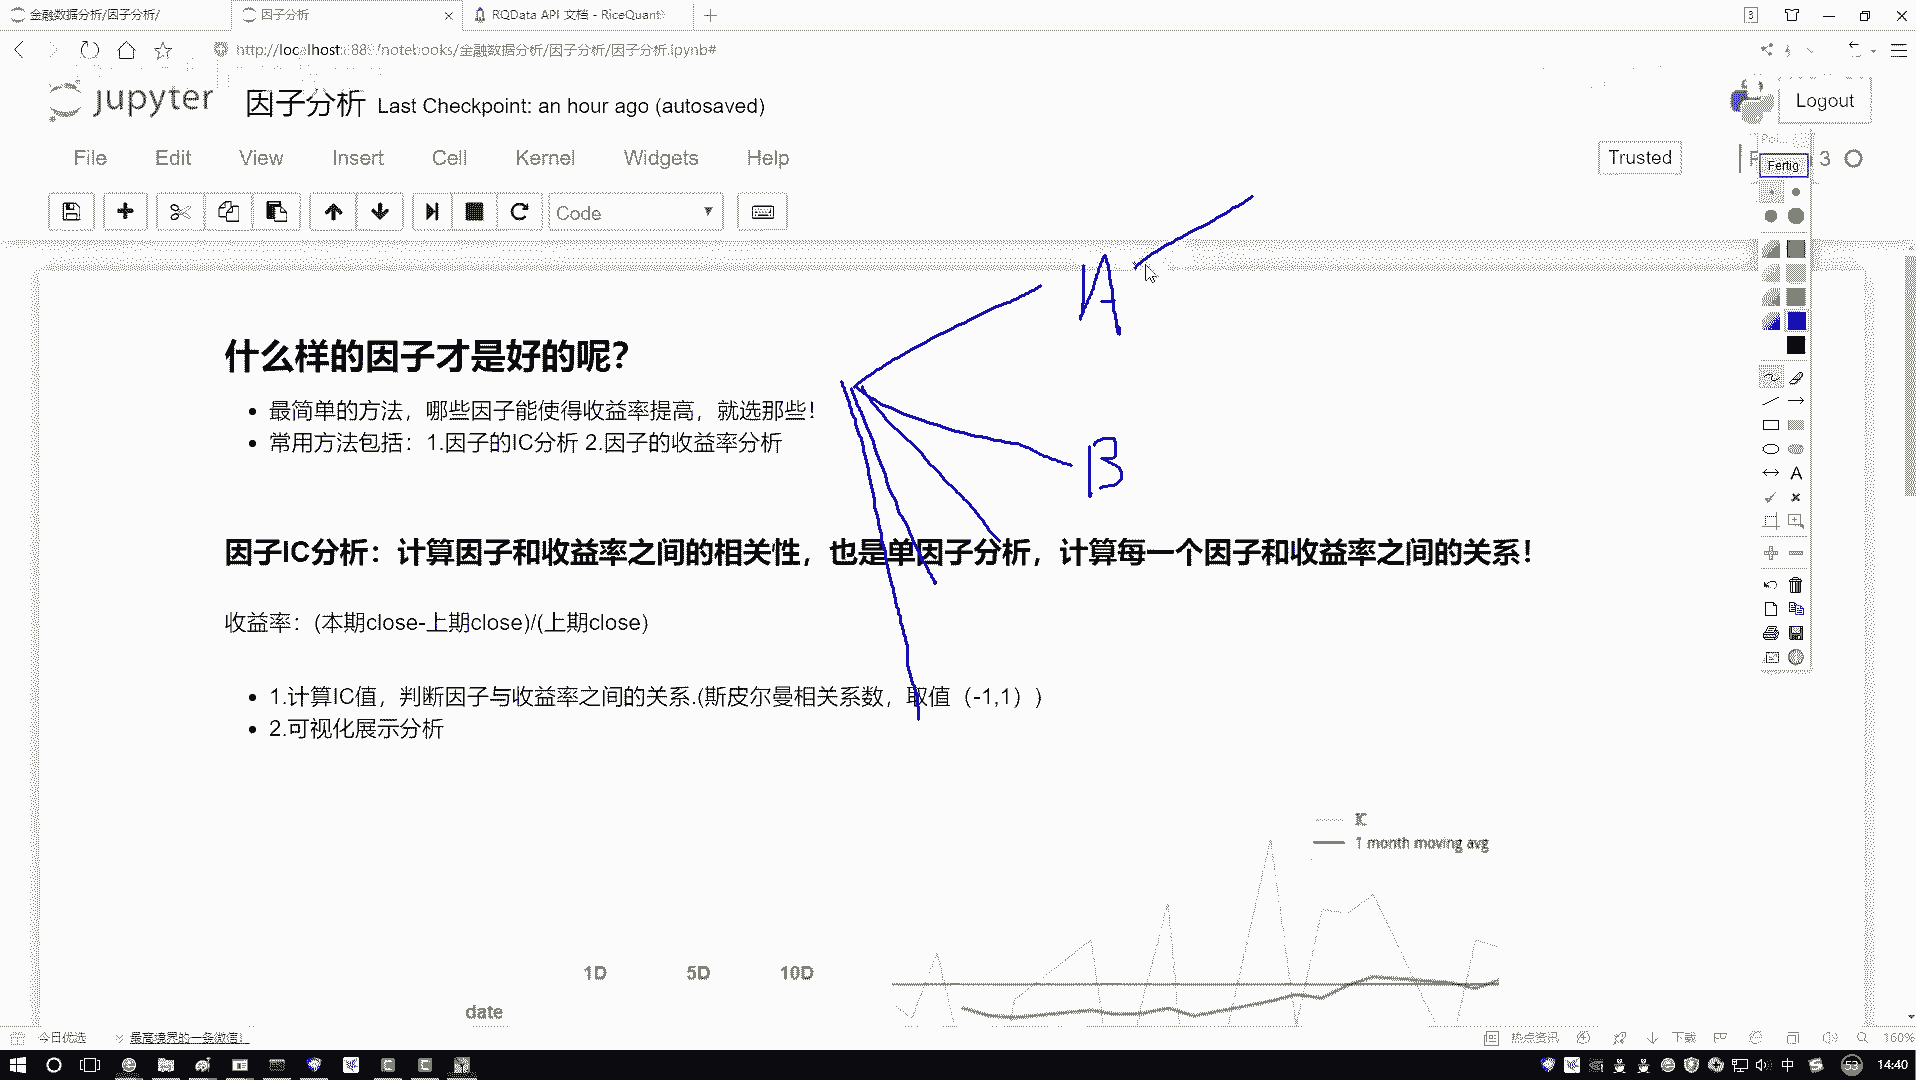 金融数据分析/因子分析/
因子分析
RQData API 文档 - RiceQuant
3
http://localhost:888/notebooks/金融数据分析/因子分析/因子分析.ipynb#
jupyter 因子分析 Last Checkpoint: an hour ago (autosaved)
Logout
File Edit View Insert Cell Kernel Widgets Help
Trusted
3
Fertig
Code
A
什么样的因子才是好的呢?
最简单的方法，哪些因子能使得收益率提高，就选那些!
常用方法包括：1.因子的IC分析 2.因子的收益率分析
B
因子IC分析：计算因子和收益率之间的相关性，也是单因子分析，计算每一个因子和收益率之间的关系!
收益率：(本期close-上期close)/(上期close)
1.计算IC值，判断因子与收益率之间的关系.(斯皮尔曼相关系数，取值（-1,1）)
2.可视化展示分析
IC
1 month moving avg
1D 5D 10D
date
今日优选
最高境界的一条微信!
热点资讯
下载
160%
中
53
14:40